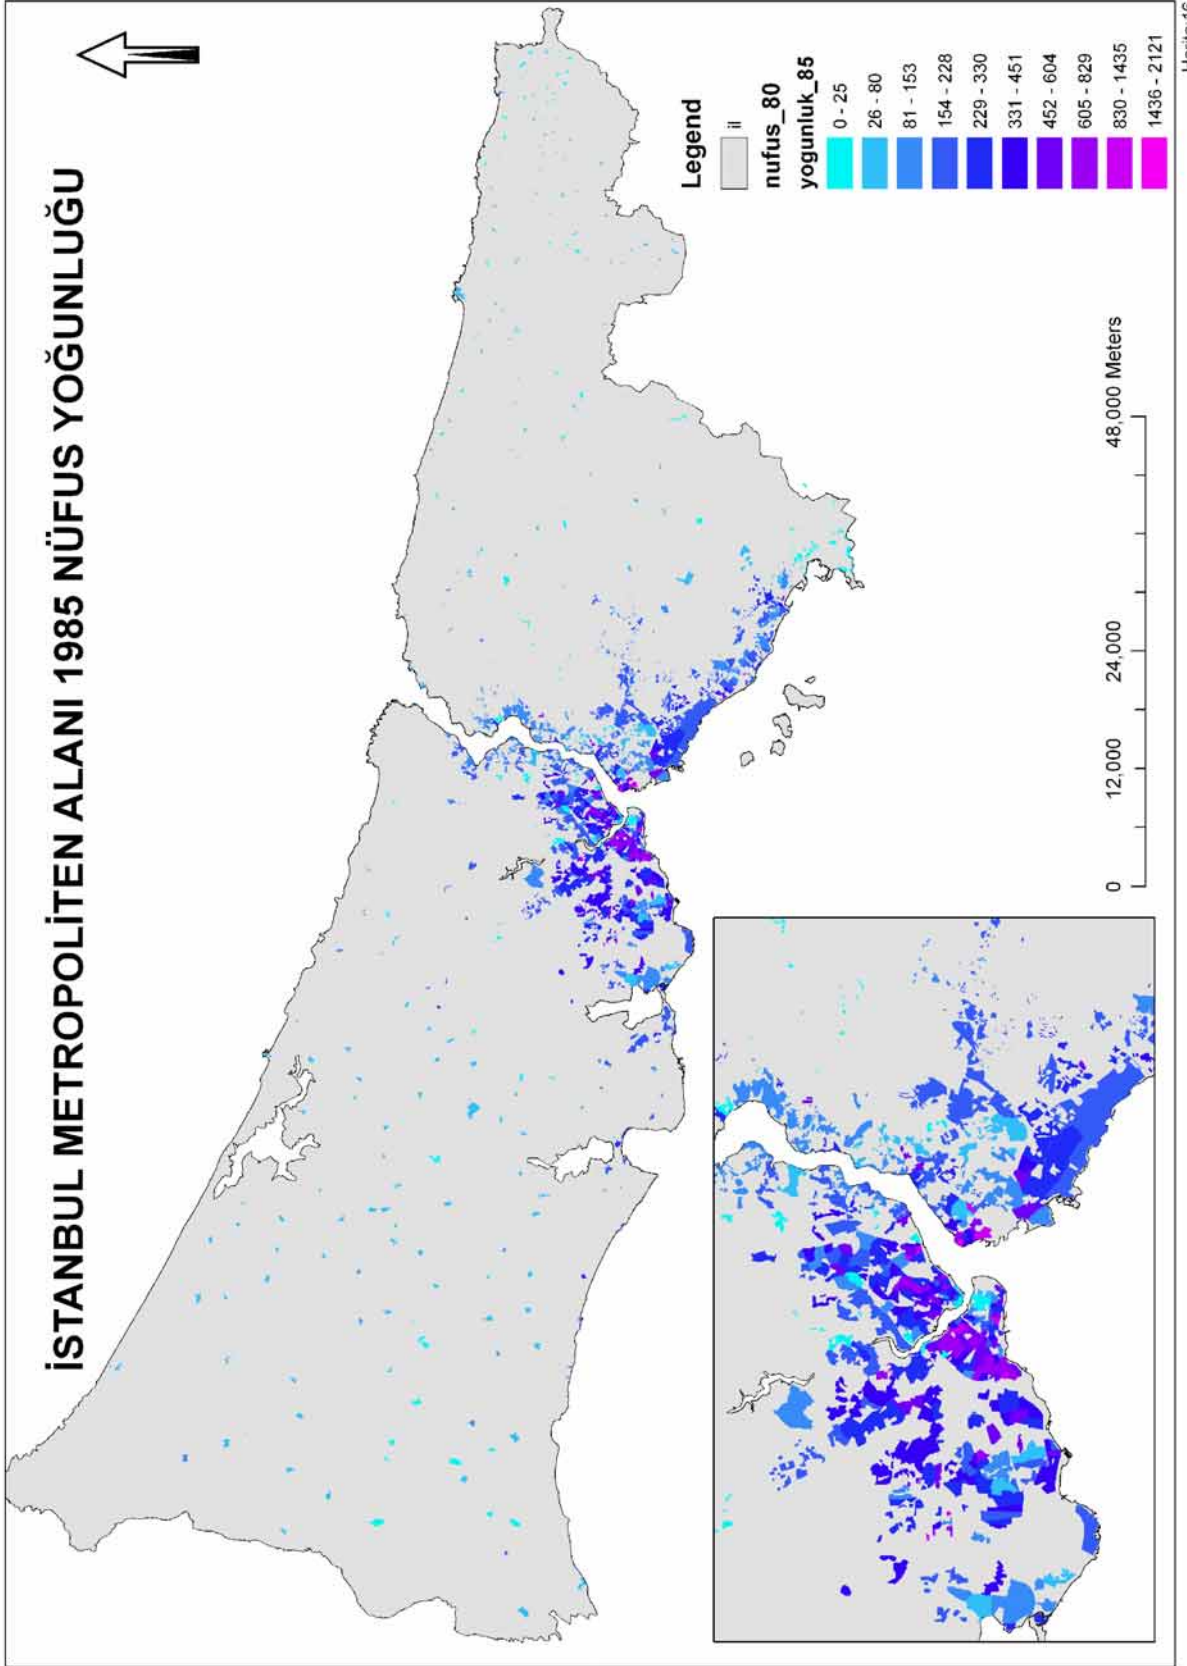 İSTANBUL METROPOLİTEN ALANI 1985 NÜFUS YOĞUNLUĞU
Legend
il
nufus_80
yogunluk_85
0 - 25
26 - 80
81 - 153
154 - 228
229 - 330
331 - 451
452 - 604
605 - 829
830 - 1435
1436 - 2121
0 12,000 24,000 48,000 Meters